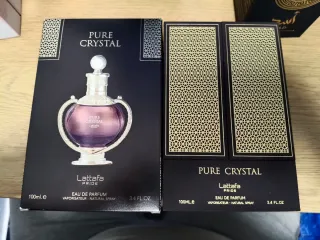 PURE
CRYSTAL
Lattafa
PRIDE
EAU DE PARFUM
100ml.e VAPORISATEUR - NATURAL SPRAY 3.4 FL.OZ
PURE CRYSTAL
Lattafa
PRIDE
EAU DE PARFUM
100ML.e VAPORISATEUR - NATURAL SPRAY 3.4 FL.OZ